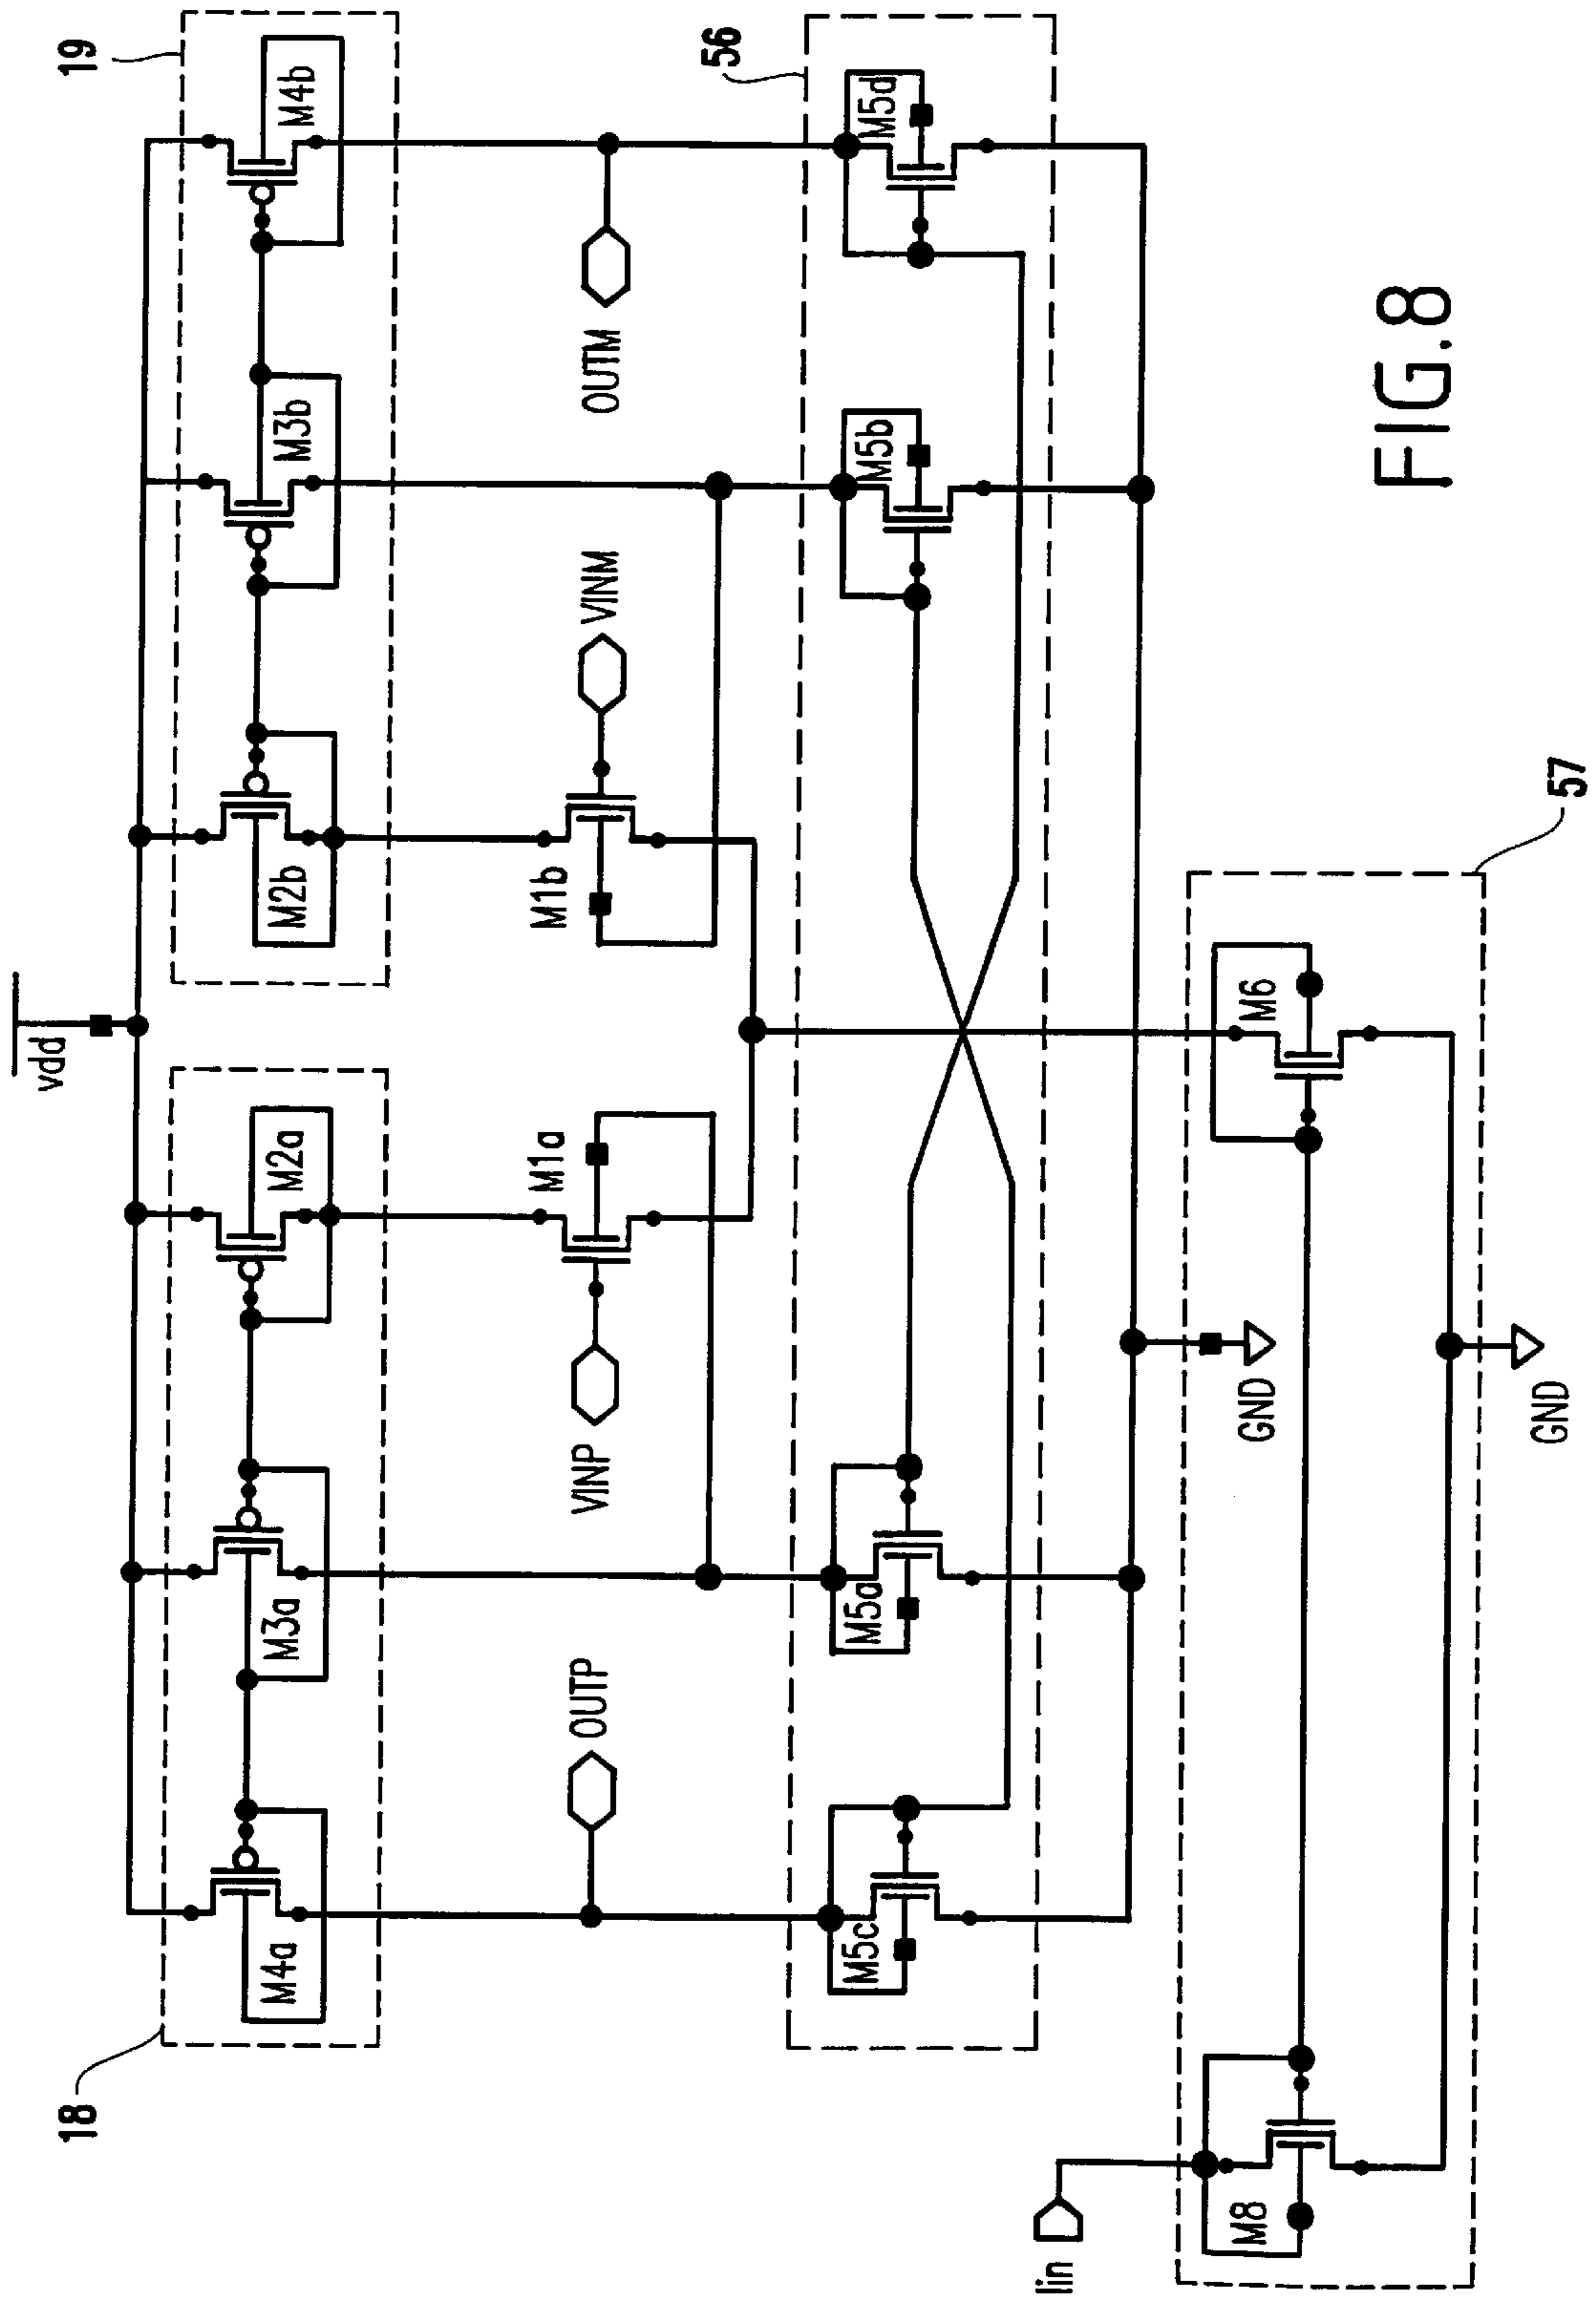 vdd
18
19
M4a
M3a
M2a
M2b
M3b
M4b
OUTP
VINP
M1a
M1b
VINM
OUTM
56
M5c
M5a
M5b
M5d
GND
57
Iin
M8
M6
GND
FIG.8